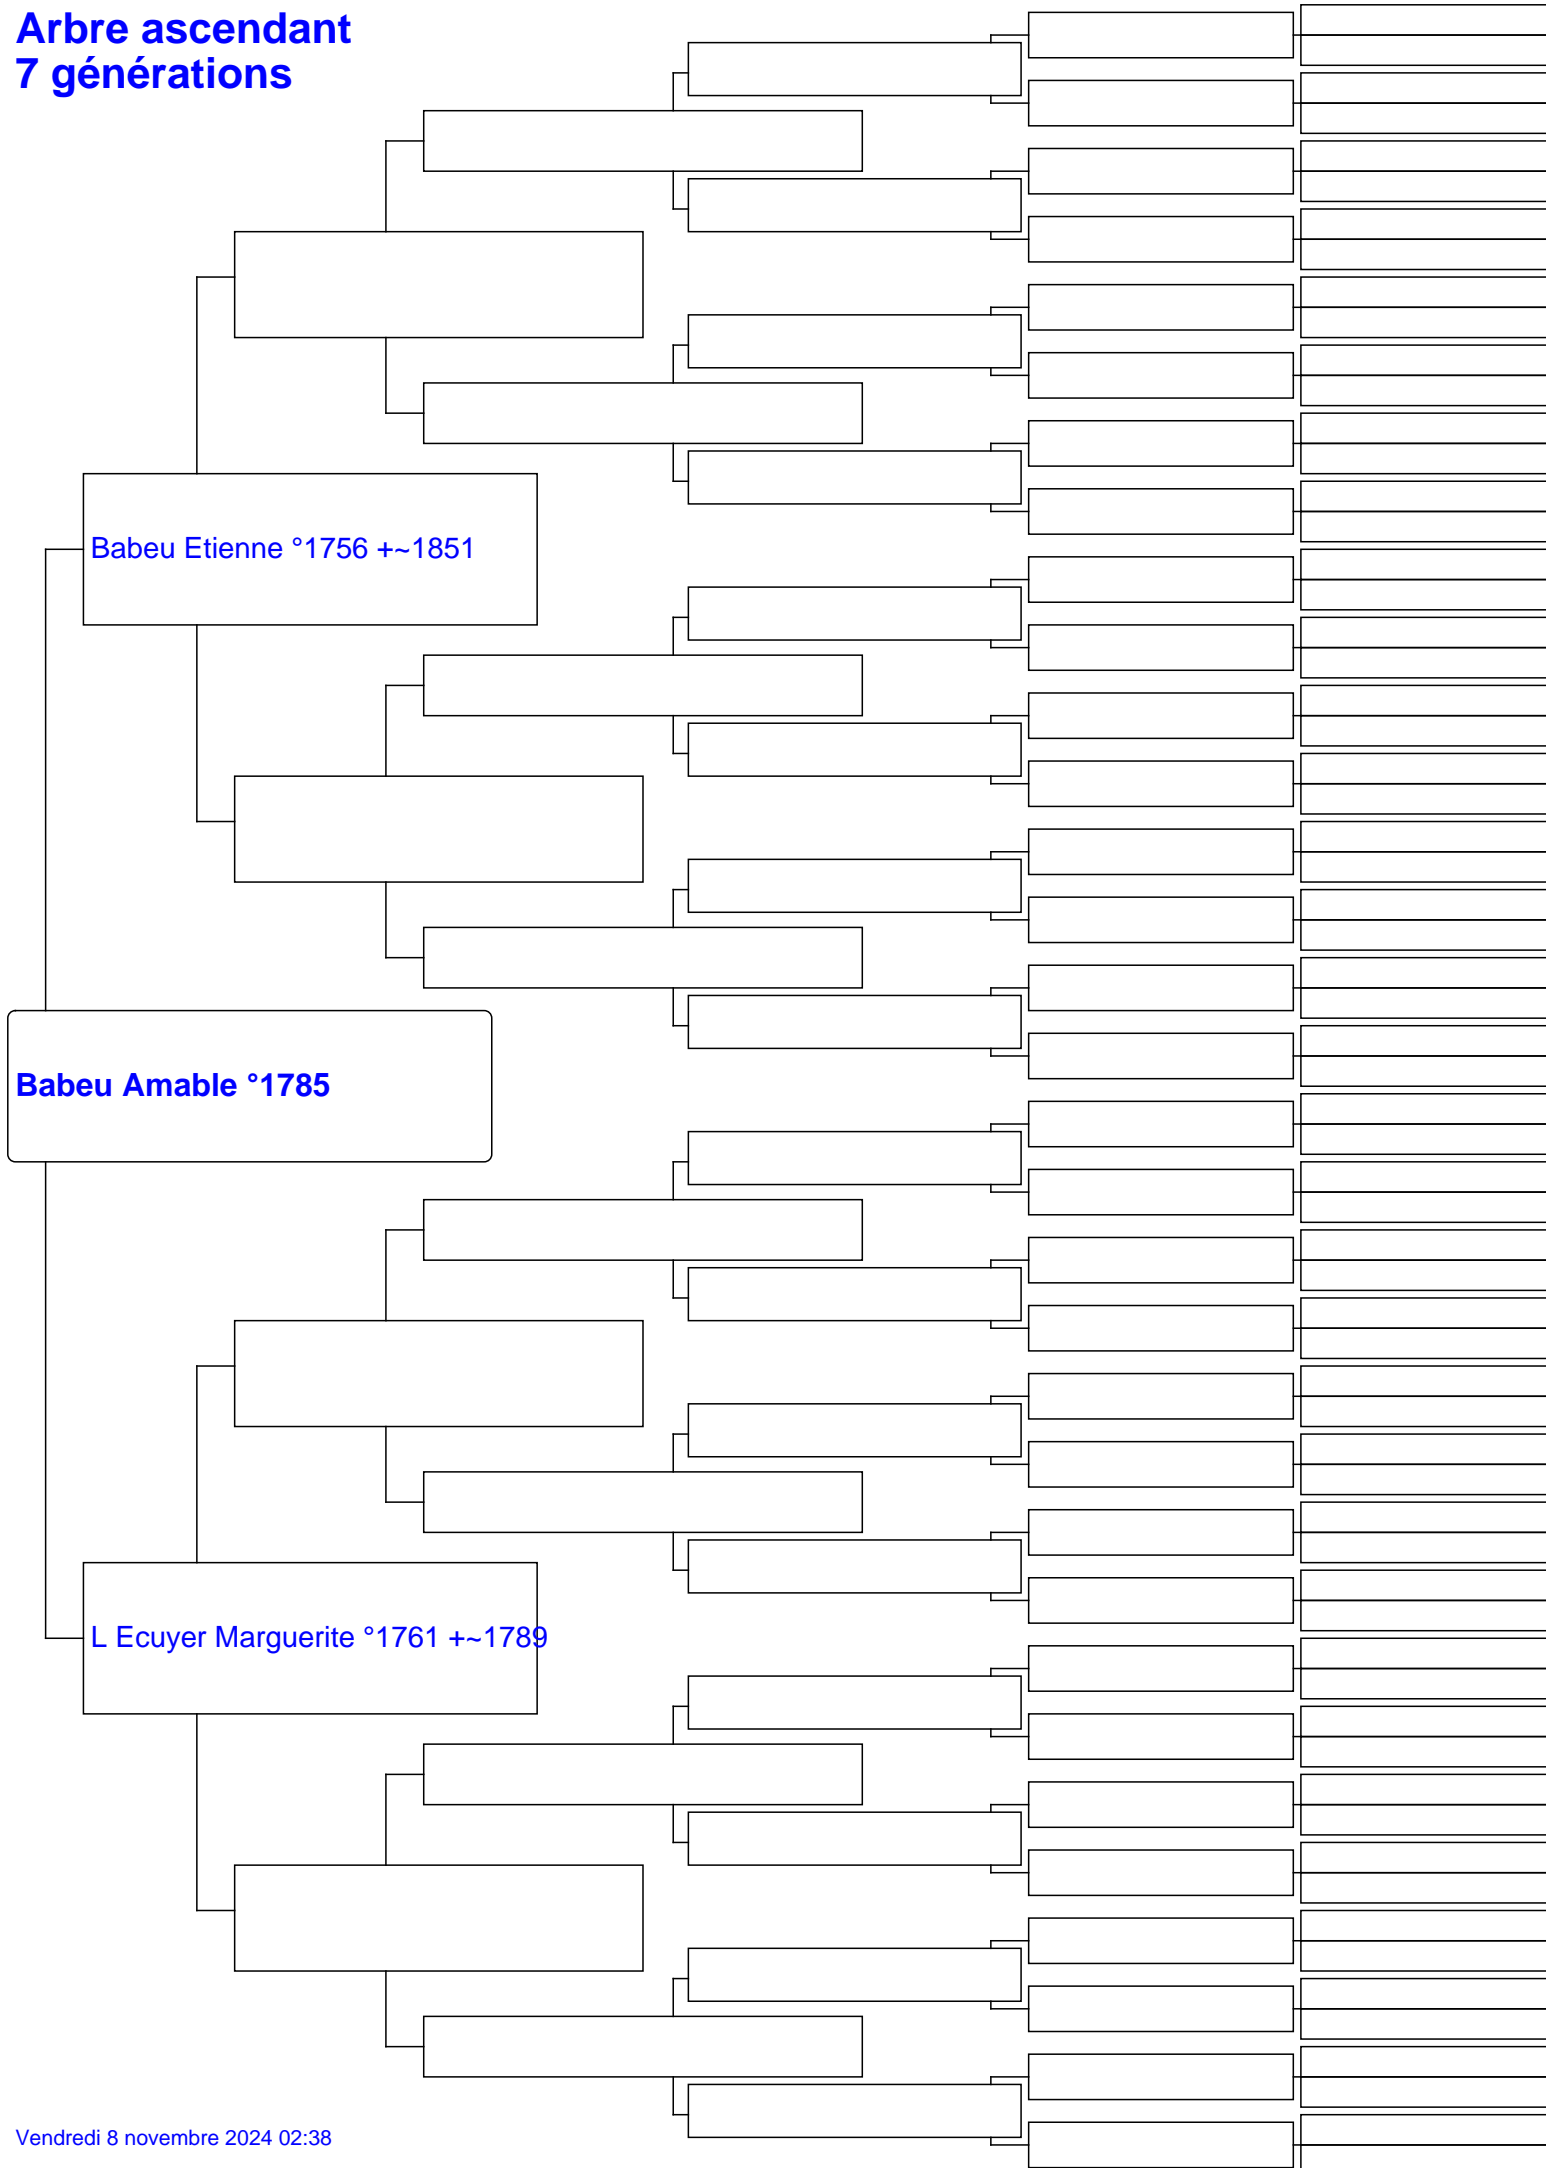 Arbre ascendant
7 générations
Babeu Etienne °1756 +~1851
Babeu Amable °1785
L Ecuyer Marguerite °1761 +~1789
Vendredi 8 novembre 2024 02:38